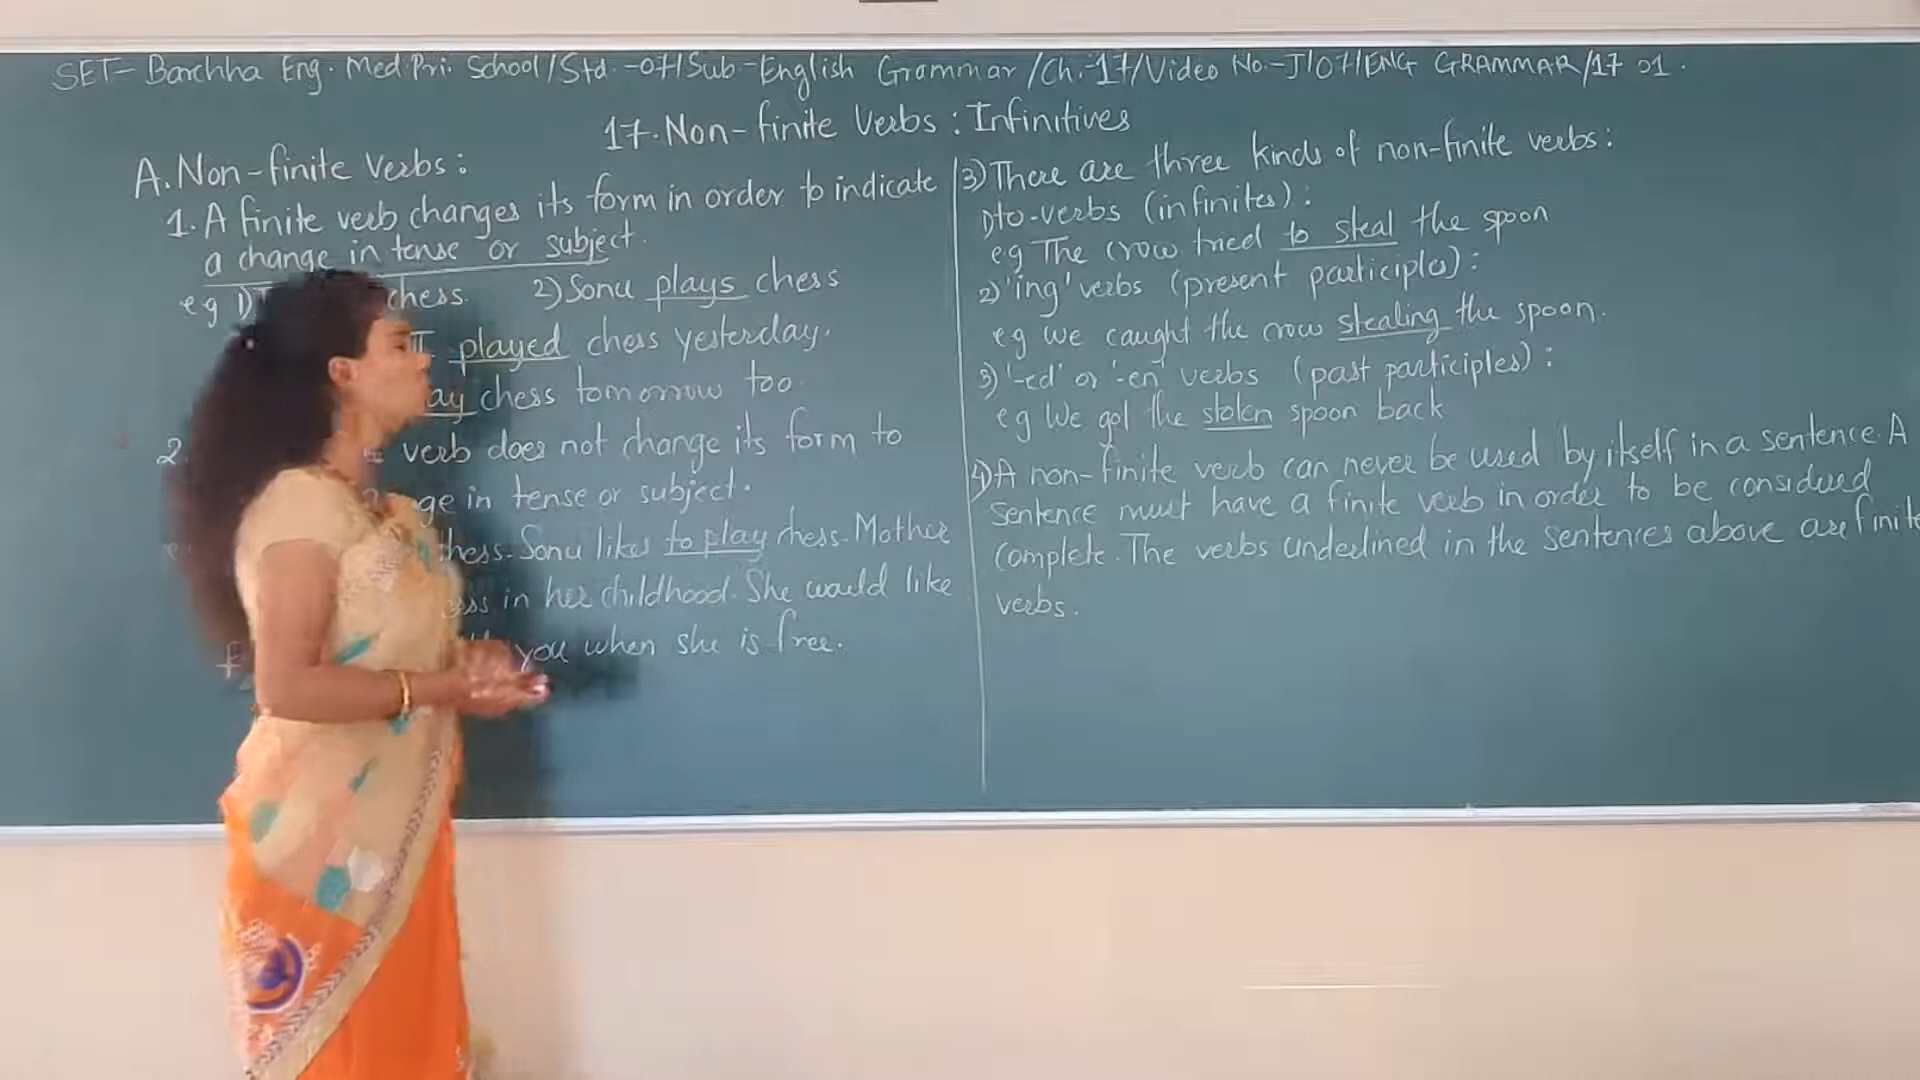 SET- Barchha Eng. Med. Pri. School/Std.-07/Sub-English Grammar/Ch.-17/Video No.-J/07/ENG GRAMMAR/17 01.
17. Non-finite Verbs : Infinitives
A. Non-finite verbs :
1. A finite verb changes its form in order to indicate
a change in tense or subject.
eg 1) chess. 2) Sonu plays chess
I played chess yesterday.
chess tomorrow too.
2. verb does not change its form to
in tense or subject.
chess. Sonu likes to play chess. Mother
in her childhood. She would like
you when she is free.
3) There are three kinds of non-finite verbs :
1) to-verbs (infinites) :
eg The crow tried to steal the spoon
2) 'ing' verbs (present participles) :
eg we caught the crow stealing the spoon.
3) '-ed' or '-en' verbs (past participles) :
eg We got the stolen spoon back
4) A non-finite verb can never be used by itself in a sentence. A
sentence must have a finite verb in order to be considered
complete. The verbs underlined in the sentences above are finite
verbs.